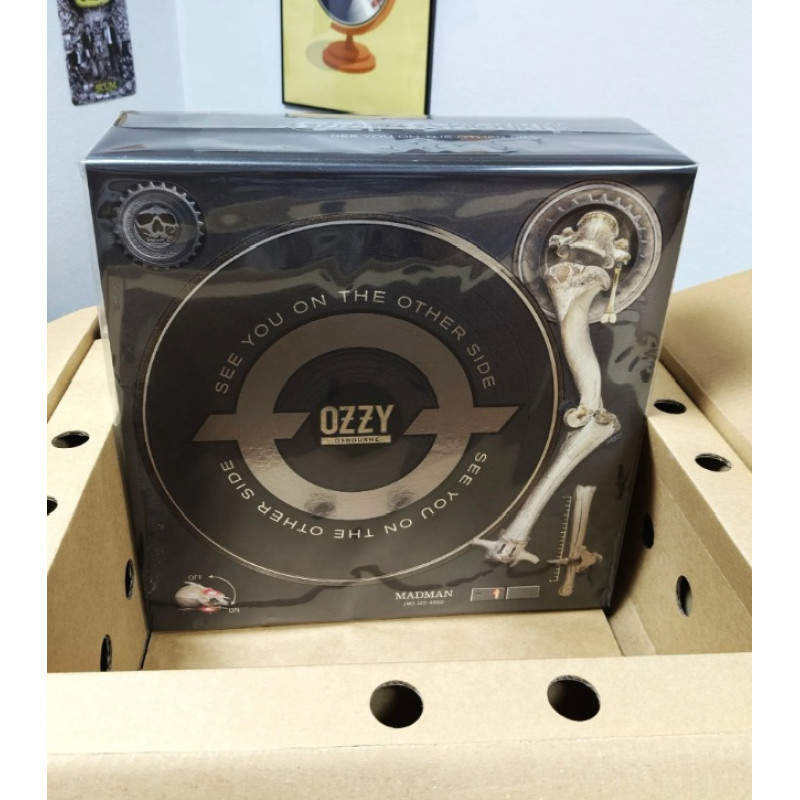 SEE YOU ON THE OTHER SIDE
OZZY
OSBOURNE
SEE YOU ON THE OTHER SIDE
OFF
ON
MADMAN